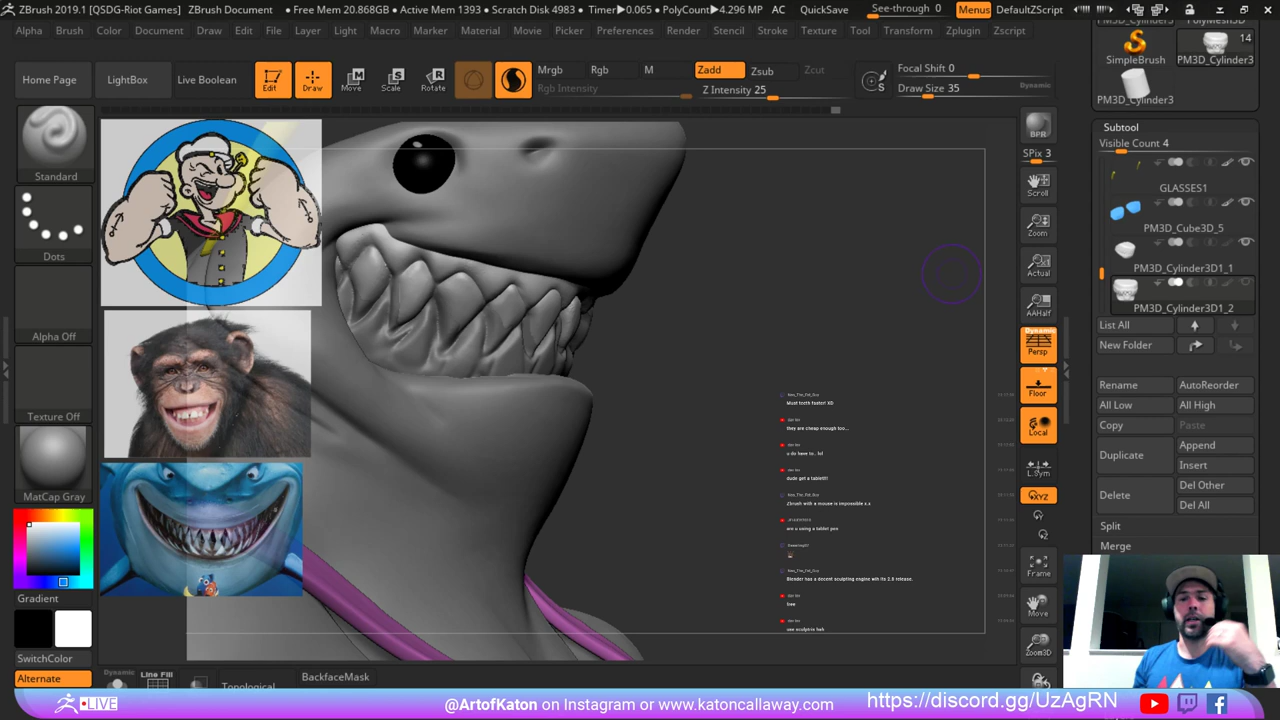 ZBrush 2019.1 [QSDG-Riot Games] ZBrush Document • Free Mem 20.868GB • Active Mem 1393 • Scratch Disk 4983 • Timer▶0.065 • PolyCount▶4.296 MP AC QuickSave See-through 0 Menus DefaultZScript
Alpha Brush Color Document Draw Edit File Layer Light Macro Marker Material Movie Picker Preferences Render Stencil Stroke Texture Tool Transform Zplugin Zscript
Home Page LightBox Live Boolean Edit Draw Move Scale Rotate
Mrgb Rgb M Zadd Zsub Zcut
Rgb Intensity Z Intensity 25
Focal Shift 0
Draw Size 35 Dynamic
Standard
Dots
Alpha Off
Texture Off
MatCap Gray
Gradient
SwitchColor
Alternate
Must teeth faster! XD
they are cheap enough too...
u do have to.. lol
dude get a tablet!!!
Zbrush with a mouse is impossible x.x
are u using a tablet pen
Blender has a decent sculpting engine with its 2.8 release.
free
BPR
SPix 3
Scroll
Zoom
Actual
AAHalf
Dynamic
Persp
Floor
Local
L.Sym
XYZ
Frame
Move
Zoom3D
SimpleBrush
14
PM3D_Cylinder3
PM3D_Cylinder3
Subtool
Visible Count 4
GLASSES1
PM3D_Cube3D_5
PM3D_Cylinder3D1_1
PM3D_Cylinder3D1_2
List All
New Folder
Rename AutoReorder
All Low All High
Copy Paste
Duplicate Append
Insert
Delete Del Other
Del All
Split
Merge
Dynamic Line Fill
Topological
BackfaceMask
LIVE @ArtofKaton on Instagram or www.katoncallaway.com https://discord.gg/UzAgRN